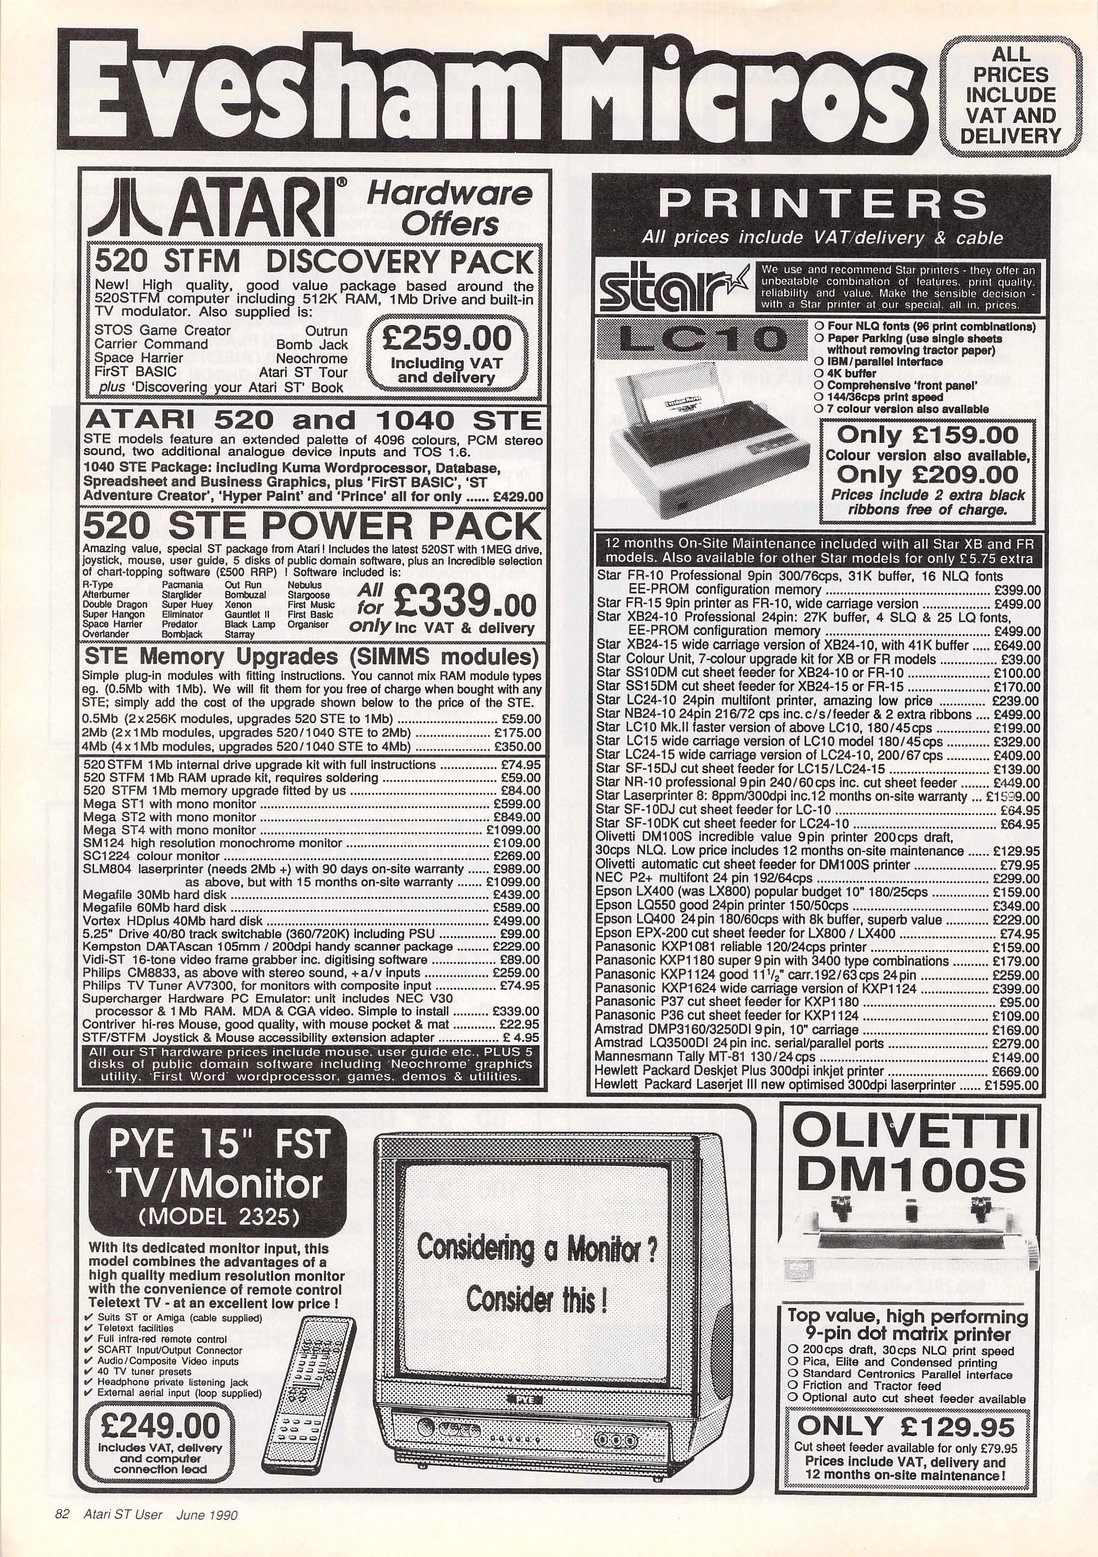 Evesham Micros
ALL
PRICES
INCLUDE
VAT AND
DELIVERY
ATARI® Hardware
Offers
520 STFM DISCOVERY PACK
New! High quality, good value package based around the
520STFM computer including 512K RAM, 1Mb Drive and built-in
TV modulator. Also supplied is:
STOS Game Creator Outrun
Carrier Command Bomb Jack
Space Harrier Neochrome
FirST BASIC Atari ST Tour
plus 'Discovering your Atari ST' Book
£259.00
Including VAT
and delivery
ATARI 520 and 1040 STE
STE models feature an extended palette of 4096 colours, PCM stereo
sound, two additional analogue device inputs and TOS 1.6.
1040 STE Package: including Kuma Wordprocessor, Database,
Spreadsheet and Business Graphics, plus 'FirST BASIC', 'ST
Adventure Creator', 'Hyper Paint' and 'Prince' all for only ...... £429.00
520 STE POWER PACK
Amazing value, special ST package from Atari! Includes the latest 520ST with 1MEG drive,
joystick, mouse, user guide, 5 disks of public domain software, plus an incredible selection
of chart-topping software (£500 RRP) ! Software included is:
R-Type Pacmania Out Run Nebulus
Afterburner Starglider Bombuzal Stargoose
Double Dragon Super Huey Xenon First Music
Super Hangon Eliminator Gauntlet II First Basic
Space Harrier Predator Black Lamp Organiser
Overlander Bombjack Starray
All
for
only
£339.00
inc VAT & delivery
STE Memory Upgrades (SIMMS modules)
Simple plug-in modules with fitting instructions. You cannot mix RAM module types
eg. (0.5Mb with 1Mb). We will fit them for you free of charge when bought with any
STE; simply add the cost of the upgrade shown below to the price of the STE.
0.5Mb (2x256K modules, upgrades 520 STE to 1Mb) ........ £59.00
2Mb (2x1Mb modules, upgrades 520/1040 STE to 2Mb) ........ £175.00
4Mb (4x1Mb modules, upgrades 520/1040 STE to 4Mb) ........ £350.00
520STFM 1Mb internal drive upgrade kit with full instructions ........ £74.95
520 STFM 1Mb RAM uprade kit, requires soldering ........ £59.00
520 STFM 1Mb memory upgrade fitted by us ........ £84.00
Mega ST1 with mono monitor ........ £599.00
Mega ST2 with mono monitor ........ £849.00
Mega ST4 with mono monitor ........ £1099.00
SM124 high resolution monochrome monitor ........ £109.00
SC1224 colour monitor ........ £269.00
SLM804 laserprinter (needs 2Mb +) with 90 days on-site warranty ..... £989.00
as above, but with 15 months on-site warranty ........ £1099.00
Megafile 30Mb hard disk ........ £439.00
Megafile 60Mb hard disk ........ £589.00
Vortex HDplus 40Mb hard disk ........ £499.00
5.25" Drive 40/80 track switchable (360/720K) including PSU ........ £99.00
Kempston DAATAscan 105mm / 200dpi handy scanner package ........ £229.00
Vidi-ST 16-tone video frame grabber inc. digitising software ........ £89.00
Philips CM8833, as above with stereo sound, +a/v inputs ........ £259.00
Philips TV Tuner AV7300, for monitors with composite input ........ £74.95
Supercharger Hardware PC Emulator: unit includes NEC V30
processor & 1Mb RAM. MDA & CGA video. Simple to install ........ £339.00
Contriver hi-res Mouse, good quality, with mouse pocket & mat ........ £22.95
STF/STFM Joystick & Mouse accessibility extension adapter ........ £ 4.95
All our ST hardware prices include mouse, user guide etc., PLUS 5
disks of public domain software including 'Neochrome' graphics
utility, 'First Word' wordprocessor, games, demos & utilities.
PRINTERS
All prices include VAT/delivery & cable
star
We use and recommend Star printers - they offer an
unbeatable combination of features, print quality,
reliability and value. Make the sensible decision -
with a Star printer at our special, all in, prices.
LC10
Four NLQ fonts (96 print combinations)
Paper Parking (use single sheets
without removing tractor paper)
IBM/parallel interface
4K buffer
Comprehensive 'front panel'
144/36cps print speed
7 colour version also available
Only £159.00
Colour version also available,
Only £209.00
Prices include 2 extra black
ribbons free of charge.
12 months On-Site Maintenance included with all Star XB and FR
models. Also available for other Star models for only £5.75 extra
Star FR-10 Professional 9pin 300/76cps, 31K buffer, 16 NLQ fonts
EE-PROM configuration memory ........ £399.00
Star FR-15 9pin printer as FR-10, wide carriage version ........ £499.00
Star XB24-10 Professional 24pin: 27K buffer, 4 SLQ & 25 LQ fonts,
EE-PROM configuration memory ........ £499.00
Star XB24-15 wide carriage version of XB24-10, with 41K buffer ..... £649.00
Star Colour Unit, 7-colour upgrade kit for XB or FR models ........ £39.00
Star SS10DM cut sheet feeder for XB24-10 or FR-10 ........ £100.00
Star SS15DM cut sheet feeder for XB24-15 or FR-15 ........ £170.00
Star LC24-10 24pin multifont printer, amazing low price ........ £239.00
Star NB24-10 24pin 216/72 cps inc.c/s/feeder & 2 extra ribbons .... £499.00
Star LC10 Mk.II faster version of above LC10, 180/45cps ........ £199.00
Star LC15 wide carriage version of LC10 model 180/45cps ........ £329.00
Star LC24-15 wide carriage version of LC24-10, 200/67cps ........ £409.00
Star SF-15DJ cut sheet feeder for LC15/LC24-15 ........ £139.00
Star NR-10 professional 9pin 240/60cps inc. cut sheet feeder ........ £449.00
Star Laserprinter 8: 8ppm/300dpi inc.12 months on-site warranty ...
Star SF-10DJ cut sheet feeder for LC-10 ........ £64.95
Star SF-10DK cut sheet feeder for LC24-10 ........ £64.95
Olivetti DM100S incredible value 9pin printer 200cps draft,
30cps NLQ. Low price includes 12 months on-site maintenance ...... £129.95
Olivetti automatic cut sheet feeder for DM100S printer ........ £79.95
NEC P2+ multifont 24 pin 192/64cps ........ £299.00
Epson LX400 (was LX800) popular budget 10" 180/25cps ........ £159.00
Epson LQ550 good 24pin printer 150/50cps ........ £349.00
Epson LQ400 24pin 180/60cps with 8k buffer, superb value ........ £229.00
Epson EPX-200 cut sheet feeder for LX800 / LX400 ........ £74.95
Panasonic KXP1081 reliable 120/24cps printer ........ £159.00
Panasonic KXP1180 super 9pin with 3400 type combinations ........ £179.00
Panasonic KXP1124 good 11½" carr.192/63cps 24pin ........ £259.00
Panasonic KXP1624 wide carriage version of KXP1124 ........ £399.00
Panasonic P37 cut sheet feeder for KXP1180 ........ £95.00
Panasonic P36 cut sheet feeder for KXP1124 ........ £109.00
Amstrad DMP3160/3250DI 9pin, 10" carriage ........ £169.00
Amstrad LQ3500DI 24pin inc. serial/parallel ports ........ £279.00
Mannesmann Tally MT-81 130/24cps ........ £149.00
Hewlett Packard Deskjet Plus 300dpi inkjet printer ........ £669.00
Hewlett Packard Laserjet III new optimised 300dpi laserprinter ..... £1595.00
PYE 15" FST
TV/Monitor
(MODEL 2325)
With its dedicated monitor input, this
model combines the advantages of a
high quality medium resolution monitor
with the convenience of remote control
Teletext TV - at an excellent low price !
✔ Suits ST or Amiga (cable supplied)
✔ Teletext facilities
✔ Full infra-red remote control
✔ SCART Input/Output Connector
✔ Audio/Composite Video inputs
✔ 40 TV tuner presets
✔ Headphone private listening jack
✔ External aerial input (loop supplied)
£249.00
Includes VAT, delivery
and computer
connection lead
Considering a Monitor ?
Consider this !
PYE
OLIVETTI
DM100S
Top value, high performing
9-pin dot matrix printer
200cps draft, 30cps NLQ print speed
Pica, Elite and Condensed printing
Standard Centronics Parallel interface
Friction and Tractor feed
Optional auto cut sheet feeder available
ONLY £129.95
Cut sheet feeder available for only £79.95
Prices include VAT, delivery and
12 months on-site maintenance!
82 Atari ST User June 1990